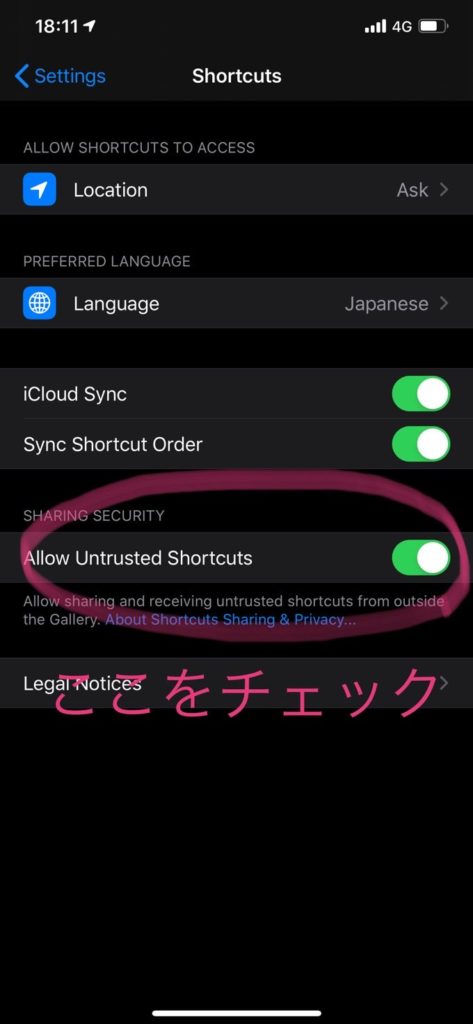 18:11
4G
Settings
Shortcuts
ALLOW SHORTCUTS TO ACCESS
Location
Ask
PREFERRED LANGUAGE
Language
Japanese
iCloud Sync
Sync Shortcut Order
SHARING SECURITY
Allow Untrusted Shortcuts
Allow sharing and receiving untrusted shortcuts from outside
the Gallery. About Shortcuts Sharing & Privacy...
Legal Notices
ここをチェック